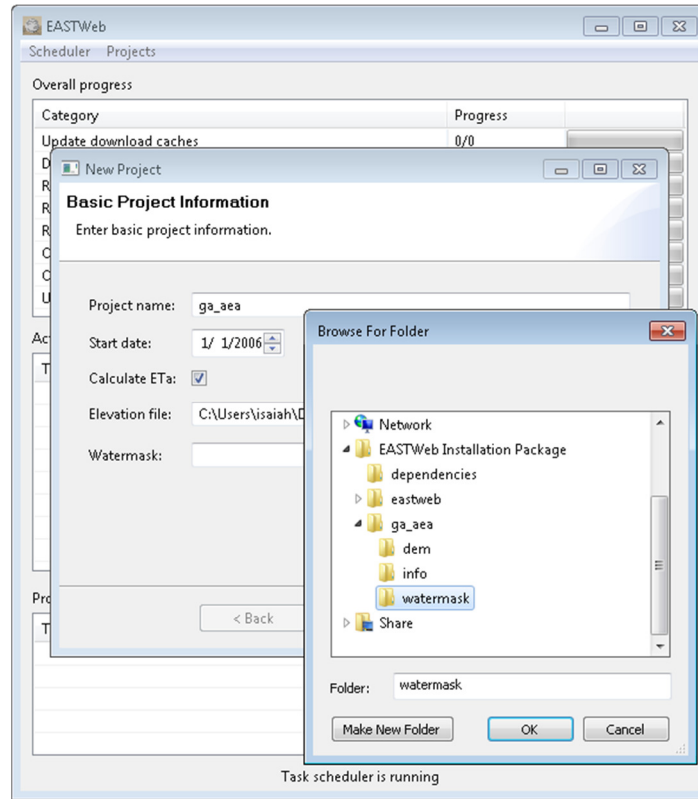 EASTWeb
Scheduler Projects
Overall progress
Category Progress
Update download caches 0/0
D
R
R
R
C
C
U
New Project
Basic Project Information
Enter basic project information.
Project name: ga_aea
Start date: 1/ 1/2006
Calculate ETa:
Elevation file: C:\Users\isaiah\D
Watermask:
< Back
Ac
T
Pro
T
Browse For Folder
Network
EASTWeb Installation Package
dependencies
eastweb
ga_aea
dem
info
watermask
Share
Folder: watermask
Make New Folder OK Cancel
Task scheduler is running